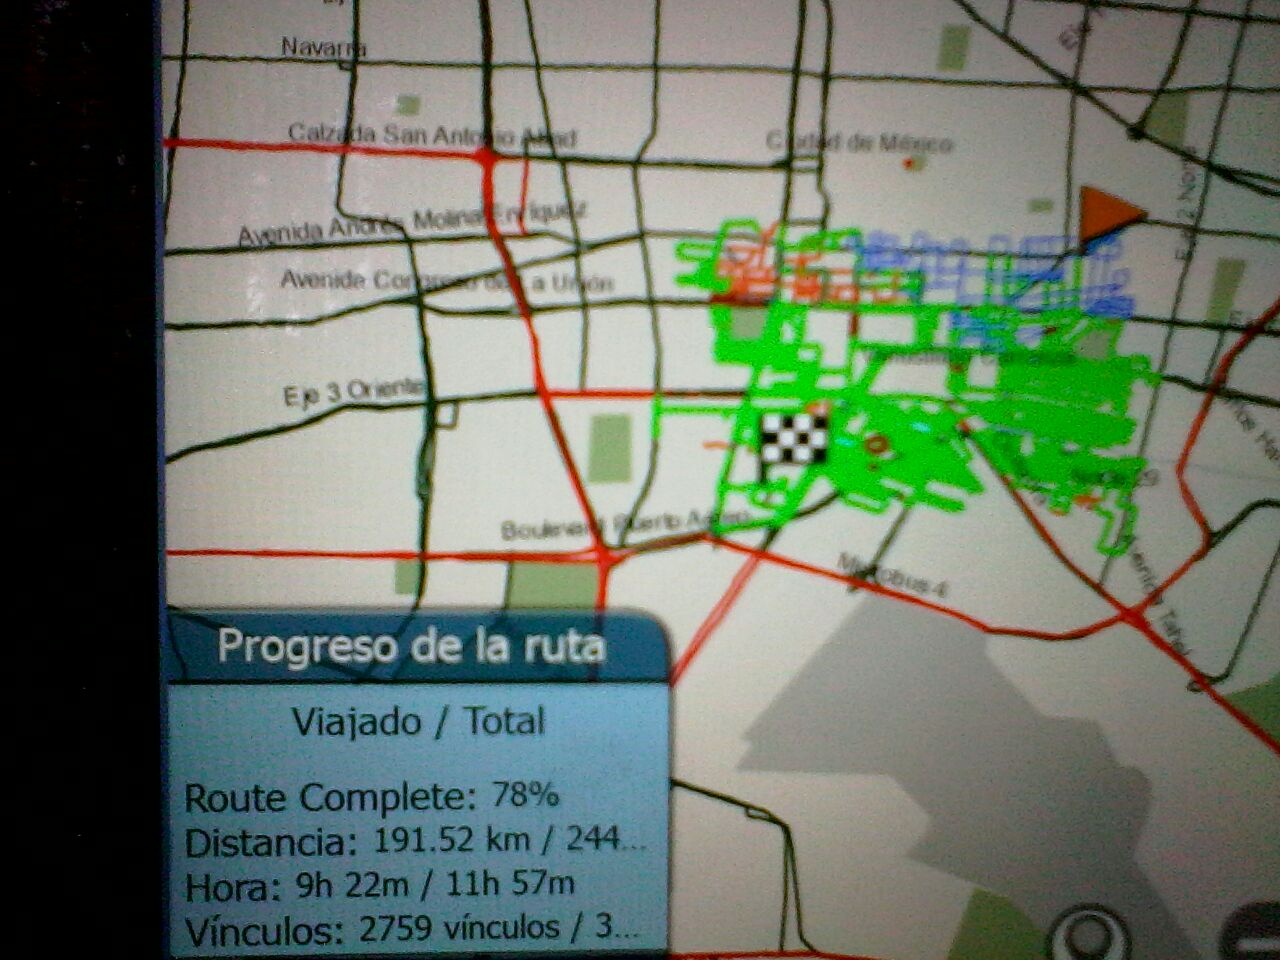 Navarra
Calzada San Antonio Abad
Ciudad de México
Avenida Andrés Molina Enríquez
Avenida Congreso de La Unión
Eje 3 Oriente
Boulevard Puerto Aéreo
Metrobus 4
Progreso de la ruta
Viajado / Total
Route Complete: 78%
Distancia: 191.52 km / 244...
Hora: 9h 22m / 11h 57m
Vínculos: 2759 vínculos / 3...